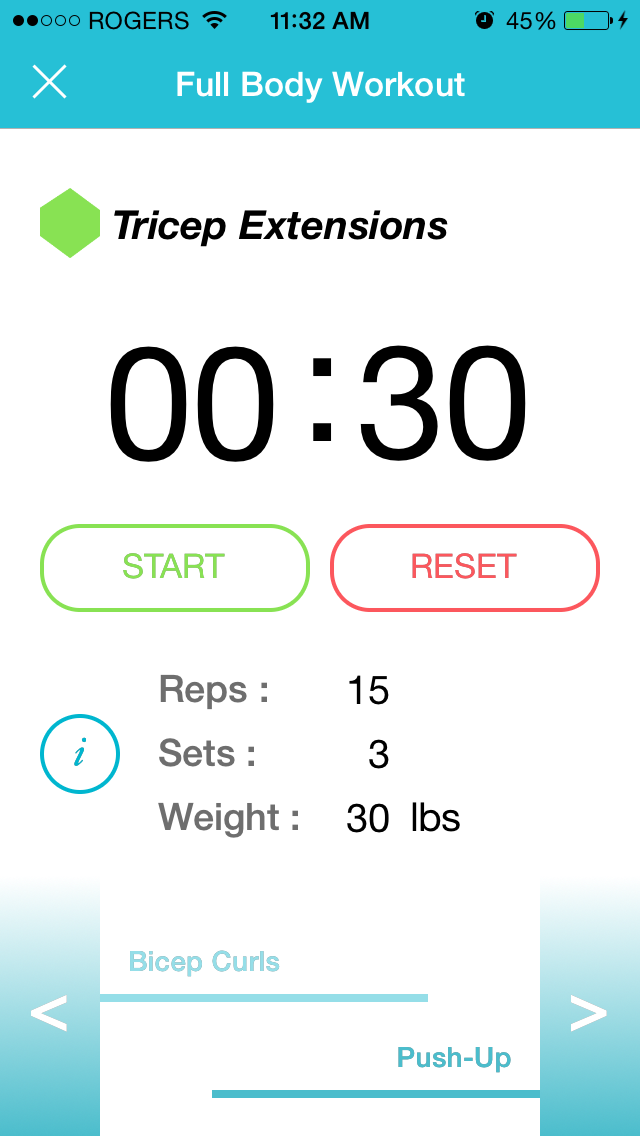 ROGERS 11:32 AM 45%
Full Body Workout
Tricep Extensions
00:30
START RESET
Reps : 15
i
Sets : 3
Weight : 30 lbs
Bicep Curls
< >
Push-Up